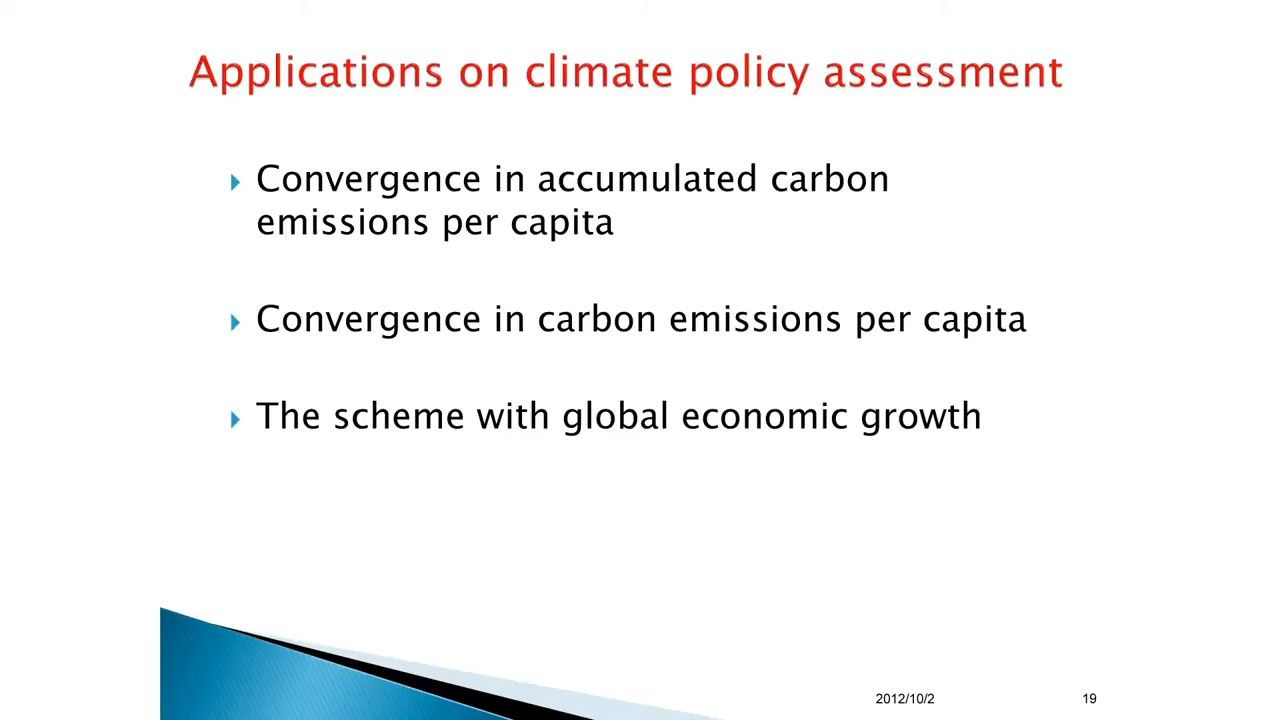 Applications on climate policy assessment
Convergence in accumulated carbon
emissions per capita
Convergence in carbon emissions per capita
The scheme with global economic growth
2012/10/2
19